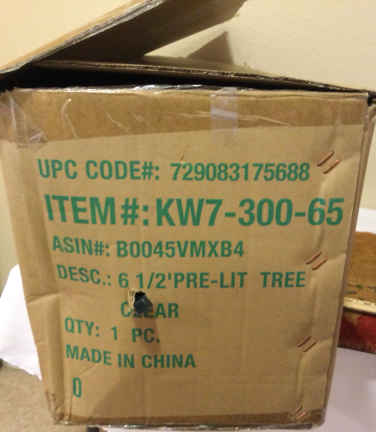 UPC CODE#: 729083175688
ITEM#: KW7-300-65
ASIN#: B0045VMXB4
DESC.: 6 1/2' PRE-LIT TREE
CLEAR
QTY: 1 PC.
MADE IN CHINA
0